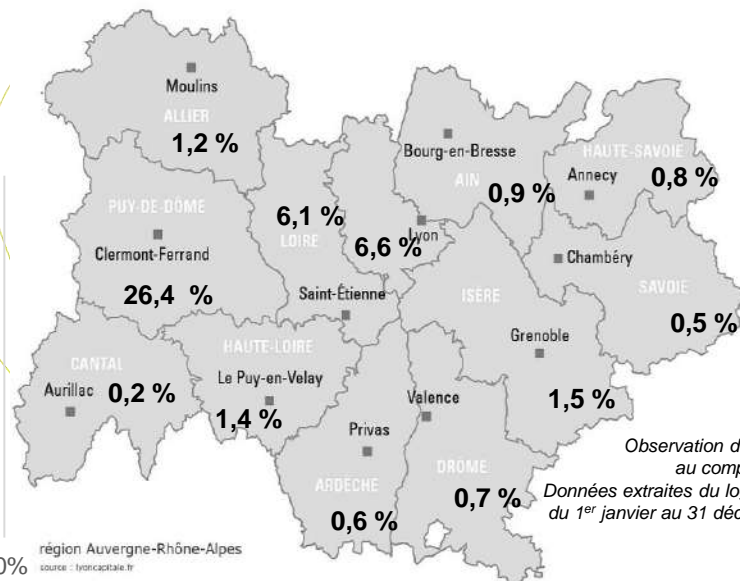 Moulins
ALLIER
1,2 %
Bourg-en-Bresse
AIN
0,9 %
HAUTE-SAVOIE
Annecy
0,8 %
PUY-DE-DÔME
Clermont-Ferrand
26,4 %
6,1 %
LOIRE
Lyon
6,6 %
Saint-Étienne
Chambéry
SAVOIE
0,5 %
ISÈRE
Grenoble
1,5 %
CANTAL
Aurillac
0,2 %
HAUTE-LOIRE
Le Puy-en-Velay
1,4 %
Privas
ARDÈCHE
0,6 %
Valence
DRÔME
0,7 %
Observation d
au comp
Données extraites du lo
du 1er janvier au 31 déc
0%
région Auvergne-Rhône-Alpes
source : lyoncapitale.fr